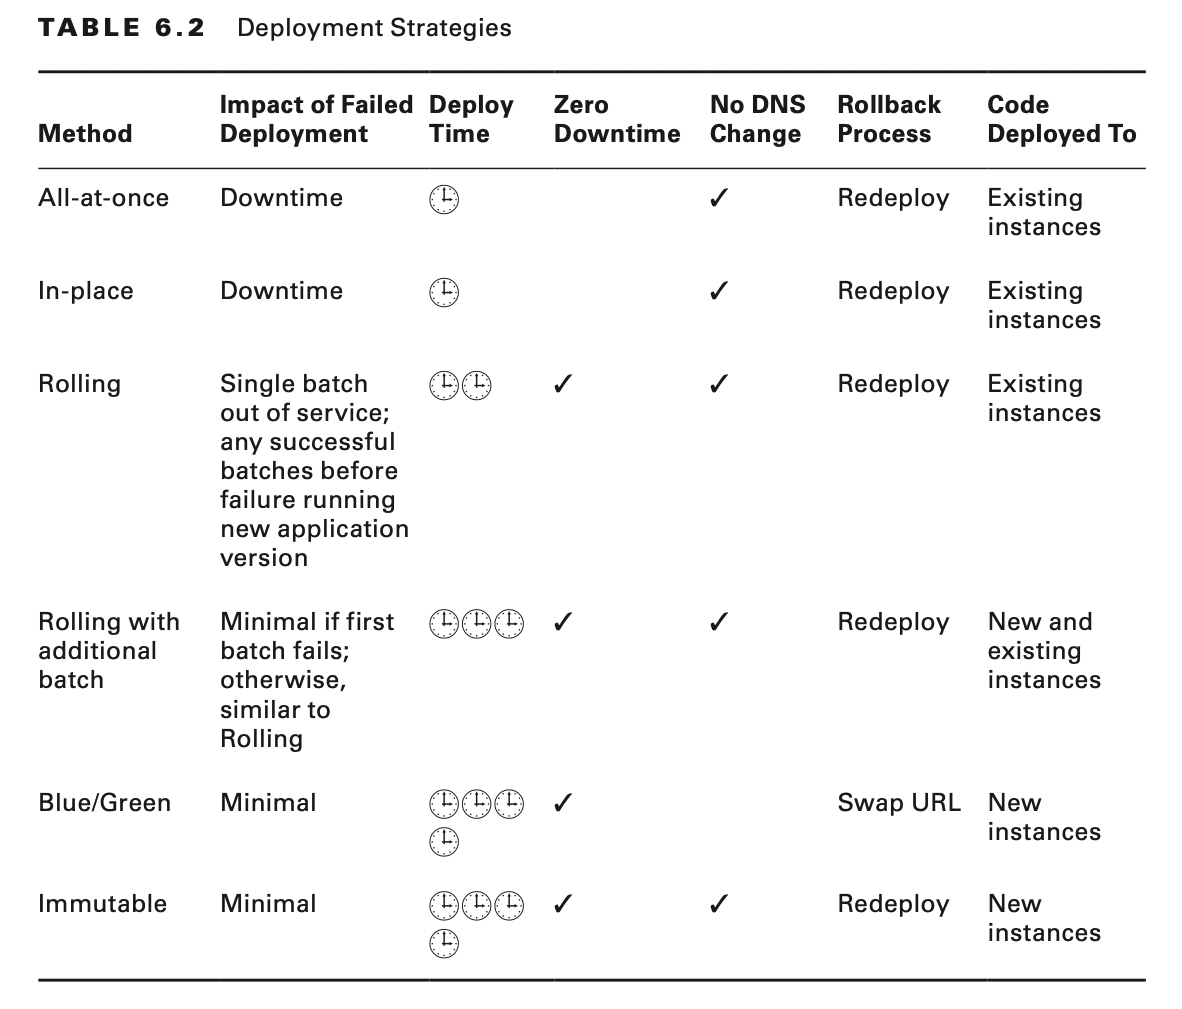 TABLE 6.2 Deployment Strategies
Method Impact of Failed Deployment Deploy Time Zero Downtime No DNS Change Rollback Process Code Deployed To
All-at-once Downtime ✓ Redeploy Existing
instances
In-place Downtime ✓ Redeploy Existing
instances
Rolling Single batch ✓ ✓ Redeploy Existing
out of service; instances
any successful
batches before
failure running
new application
version
Rolling with Minimal if first ✓ ✓ Redeploy New and
additional batch fails; existing
batch otherwise, instances
similar to
Rolling
Blue/Green Minimal ✓ Swap URL New
instances
Immutable Minimal ✓ ✓ Redeploy New
instances